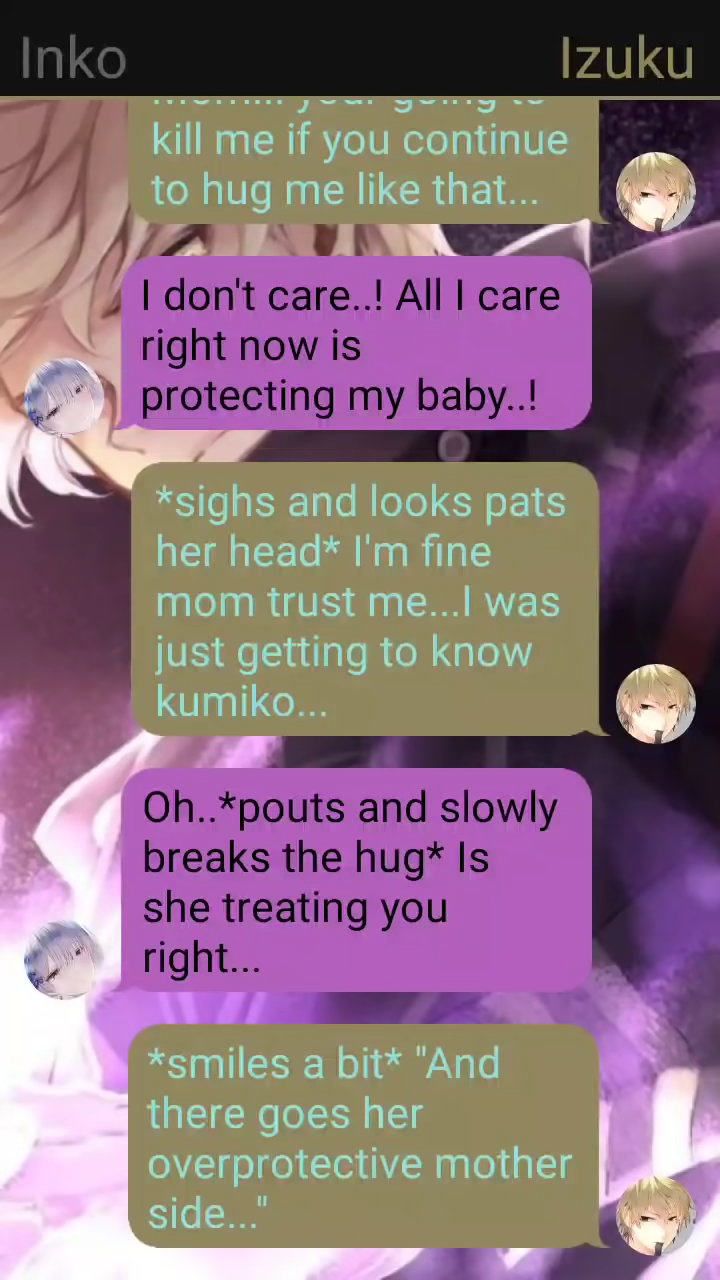 Inko
Izuku
kill me if you continue
to hug me like that...
I don't care..! All I care
right now is
protecting my baby..!
*sighs and looks pats
her head* I'm fine
mom trust me...I was
just getting to know
kumiko...
Oh..*pouts and slowly
breaks the hug* Is
she treating you
right...
*smiles a bit* "And
there goes her
overprotective mother
side..."